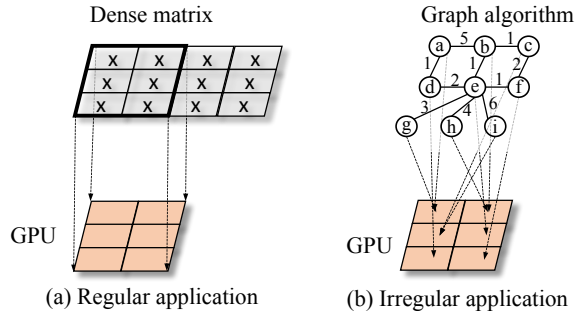 Dense matrix
x x x x
x x x x
x x x x
GPU
(a) Regular application
Graph algorithm
a 5 b 1 c
1 1 2
d 2 e 1 f
3 4 6
g h i
GPU
(b) Irregular application